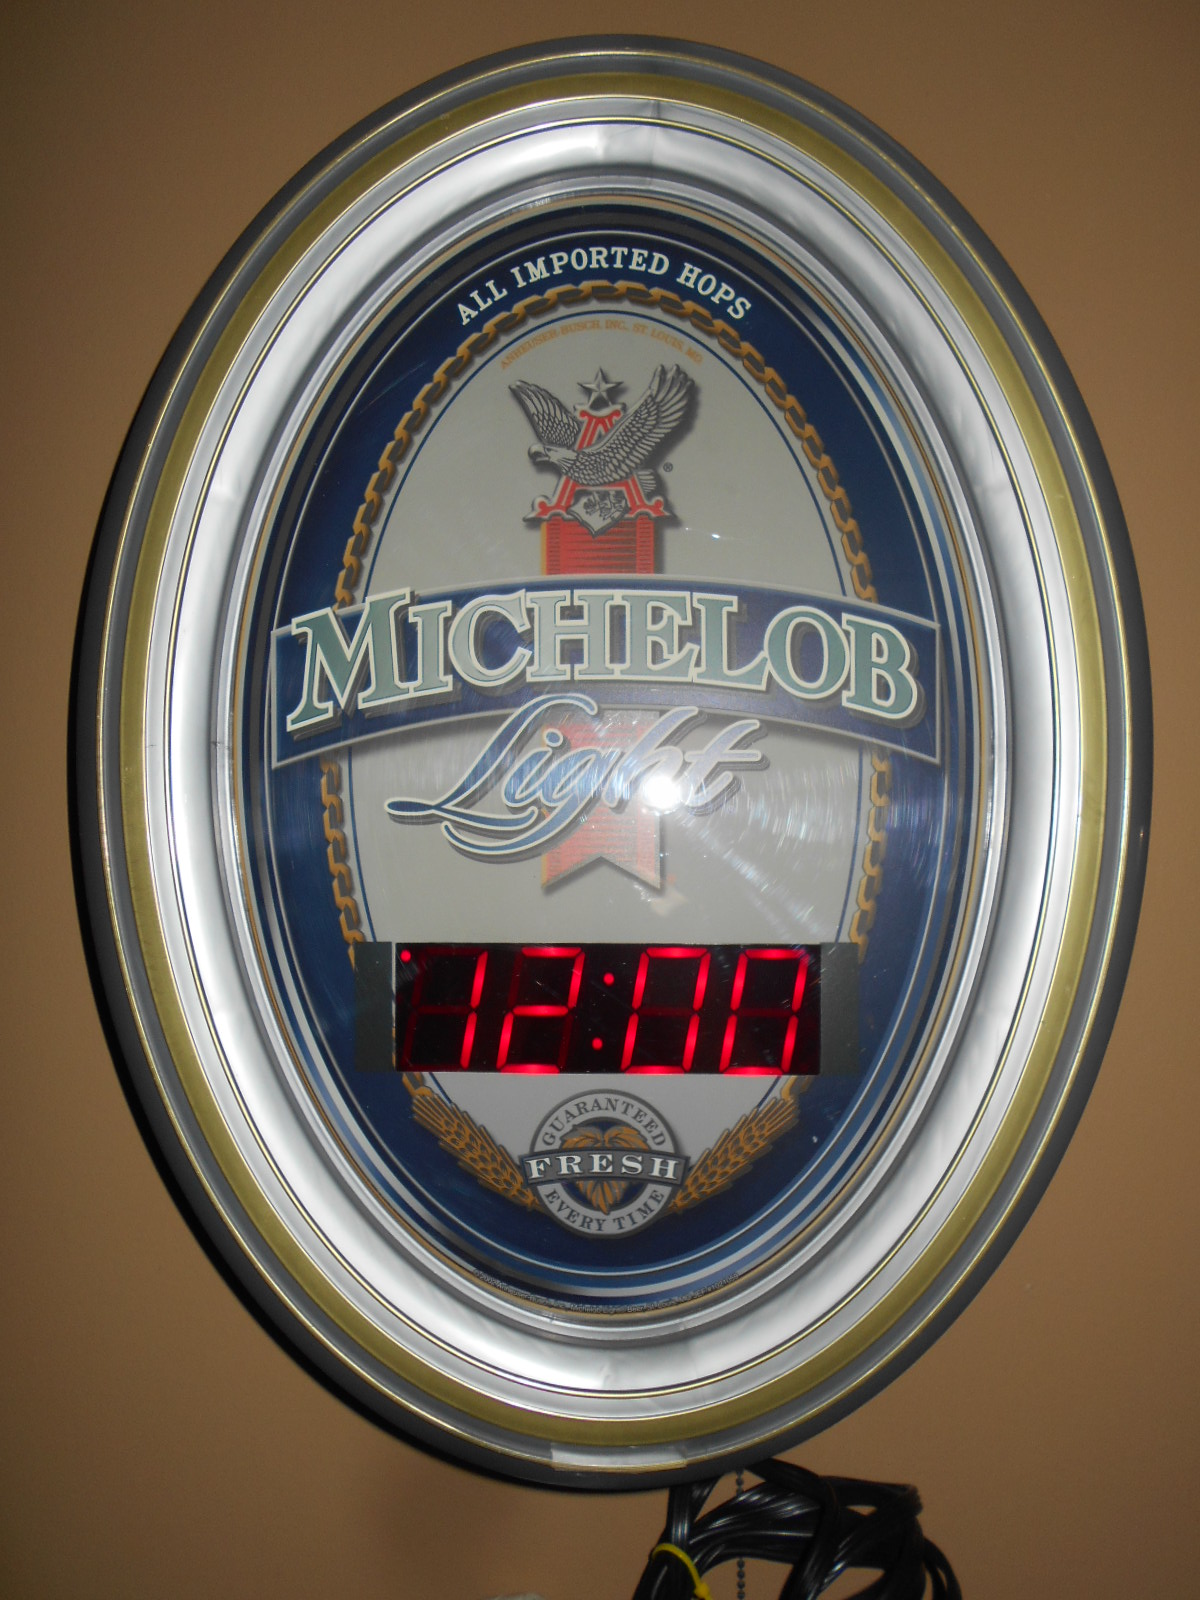 ALL IMPORTED HOPS
ANHEUSER BUSCH, INC. ST LOUIS, MO.
®
MICHELOB
Light
12:00
GUARANTEED
FRESH
EVERY TIME